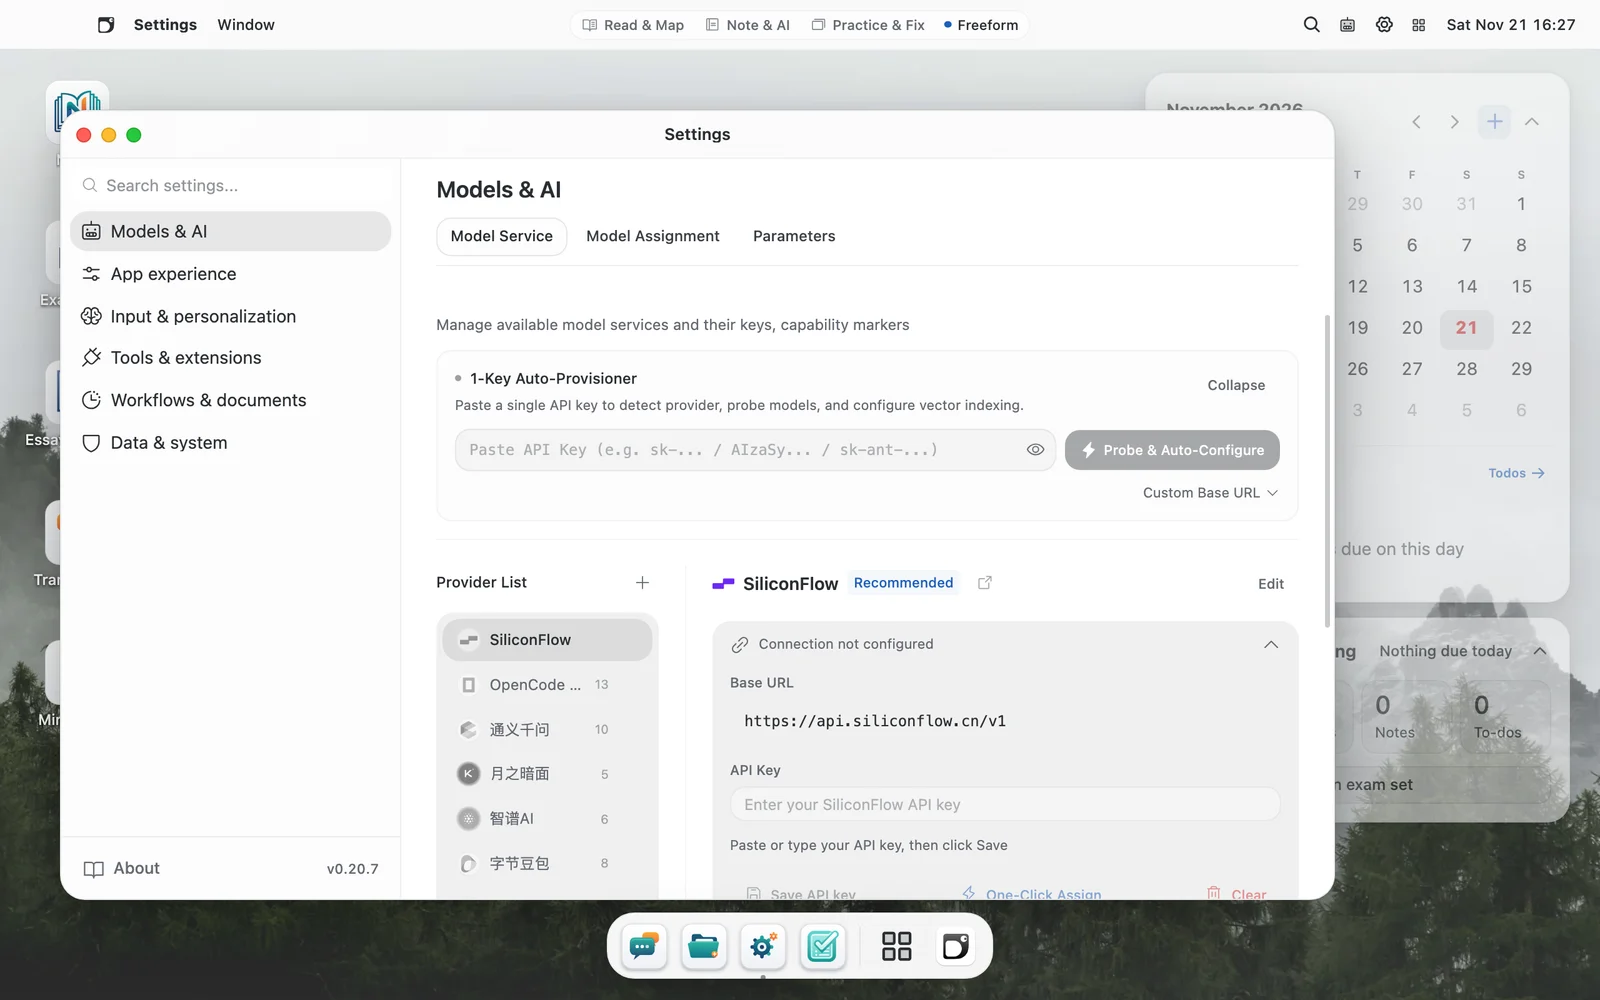 Settings
Window
Read & Map
Note & AI
Practice & Fix
Freeform
Sat Nov 21 16:27
November 2026
Settings
Search settings...
Models & AI
App experience
Input & personalization
Tools & extensions
Workflows & documents
Data & system
About
v0.20.7
Models & AI
Model Service
Model Assignment
Parameters
Manage available model services and their keys, capability markers
1-Key Auto-Provisioner
Collapse
Paste a single API key to detect provider, probe models, and configure vector indexing.
Paste API Key (e.g. sk-... / AIzaSy... / sk-ant-...)
Probe & Auto-Configure
Custom Base URL
Provider List
SiliconFlow
OpenCode ... 13
通义千问 10
月之暗面 5
智谱AI 6
字节豆包 8
SiliconFlow
Recommended
Edit
Connection not configured
Base URL
https://api.siliconflow.cn/v1
API Key
Enter your SiliconFlow API key
Paste or type your API key, then click Save
Save API key
One-Click Assign
Clear
T F S S
29 30 31 1
5 6 7 8
12 13 14 15
19 20 21 22
26 27 28 29
3 4 5 6
Todos →
due on this day
Nothing due today
0
Notes
0
To-dos
exam set